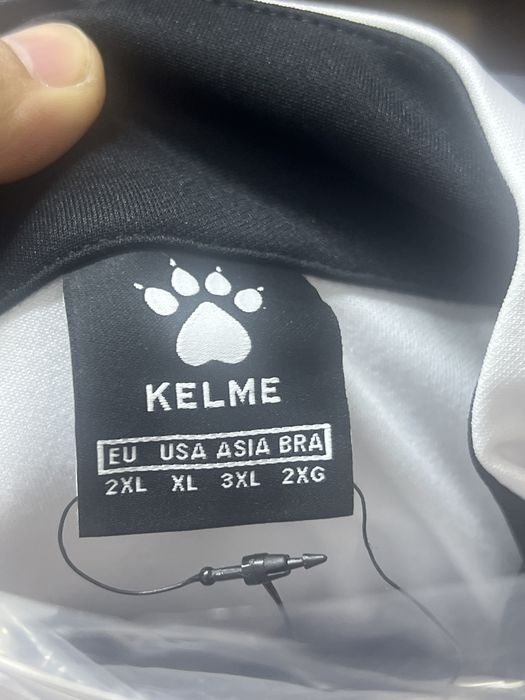 KELME
EU USA ASIA BRA
2XL XL 3XL 2XG